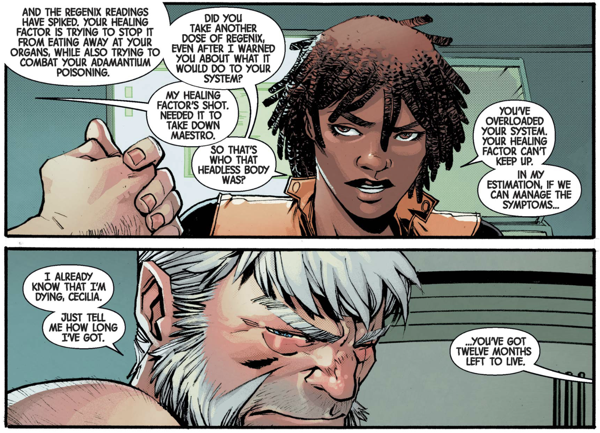 AND THE REGENIX READINGS
HAVE SPIKED. YOUR HEALING
FACTOR IS TRYING TO STOP IT
FROM EATING AWAY AT YOUR
ORGANS, WHILE ALSO TRYING TO
COMBAT YOUR ADAMANTIUM
POISONING.
DID YOU
TAKE ANOTHER
DOSE OF REGENIX,
EVEN AFTER I WARNED
YOU ABOUT WHAT IT
WOULD DO TO YOUR
SYSTEM?
MY HEALING
FACTOR'S SHOT.
NEEDED IT TO
TAKE DOWN
MAESTRO.
SO THAT'S
WHO THAT
HEADLESS BODY
WAS?
YOU'VE
OVERLOADED
YOUR SYSTEM.
YOUR HEALING
FACTOR CAN'T
KEEP UP.
IN MY
ESTIMATION, IF WE
CAN MANAGE THE
SYMPTOMS...
I ALREADY
KNOW THAT I'M
DYING, CECILIA.
JUST TELL
ME HOW LONG
I'VE GOT.
...YOU'VE GOT
TWELVE MONTHS
LEFT TO LIVE.